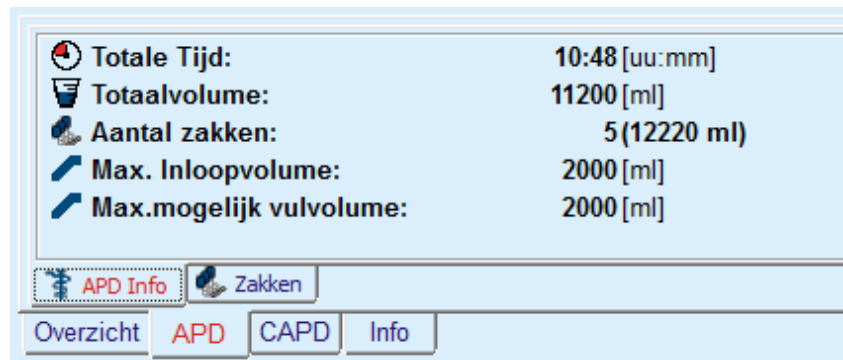 Totale Tijd: 10:48 [uu:mm]
Totaalvolume: 11200 [ml]
Aantal zakken: 5 (12220 ml)
Max. Inloopvolume: 2000 [ml]
Max.mogelijk vulvolume: 2000 [ml]
APD Info Zakken
Overzicht APD CAPD Info